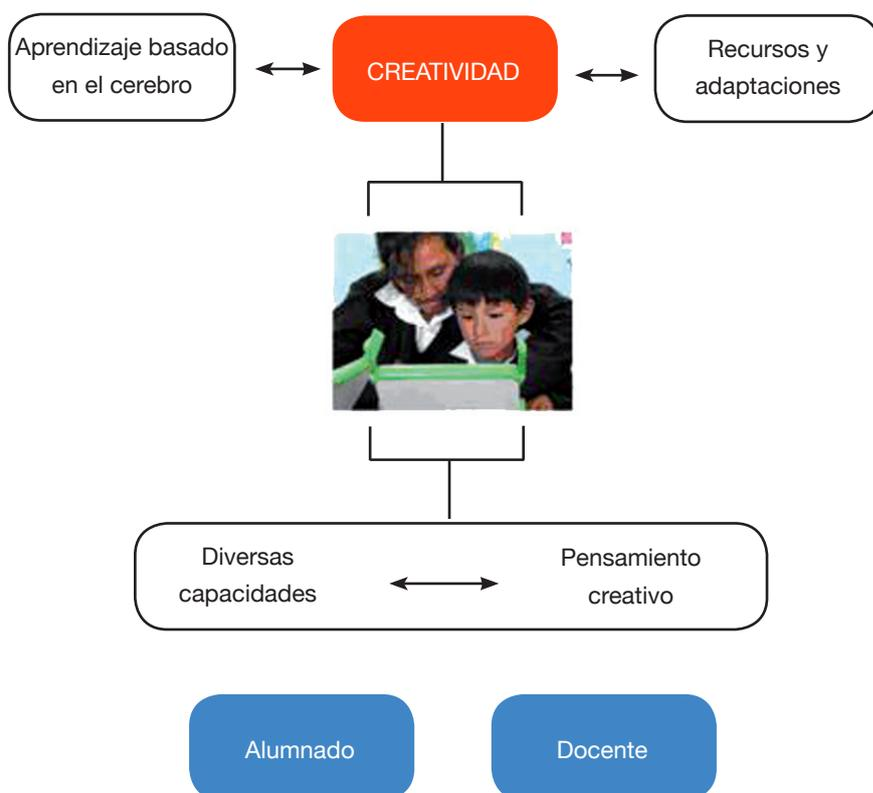 Aprendizaje basado
en el cerebro
CREATIVIDAD
Recursos y
adaptaciones
Diversas
capacidades
Pensamiento
creativo
Alumnado
Docente